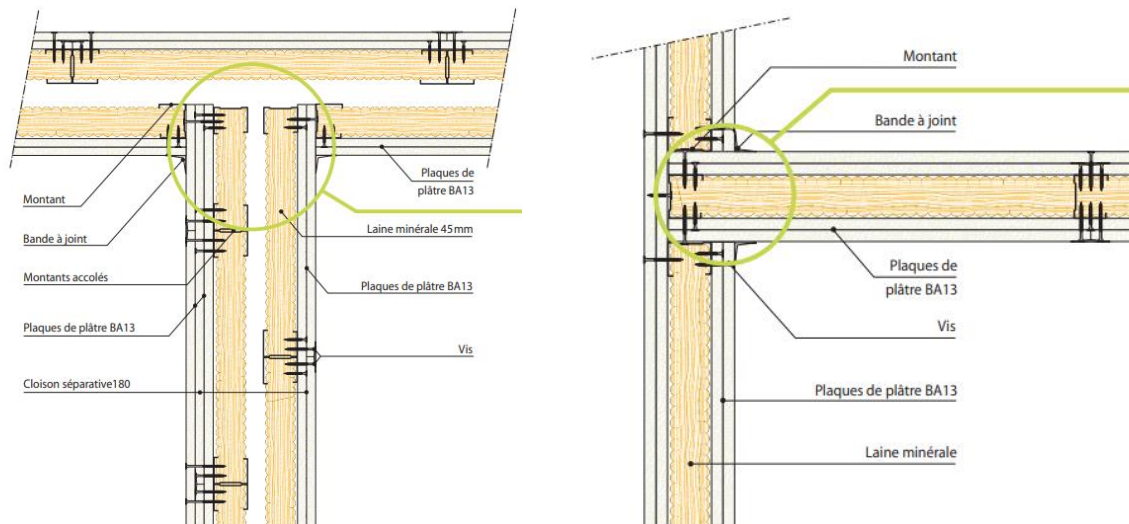 Montant
Bande à joint
Montants accolés
Plaques de plâtre BA13
Cloison séparative180
Plaques de
plâtre BA13
Laine minérale 45mm
Plaques de plâtre BA13
Vis
Montant
Bande à joint
Plaques de
plâtre BA13
Vis
Plaques de plâtre BA13
Laine minérale